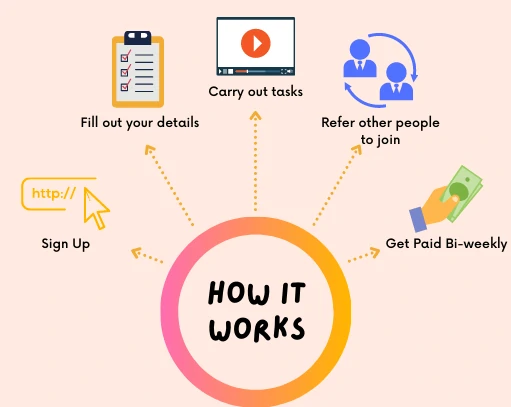 Carry out tasks
Fill out your details
Refer other people
to join
http://
Sign Up
Get Paid Bi-weekly
HOW IT
WORKS